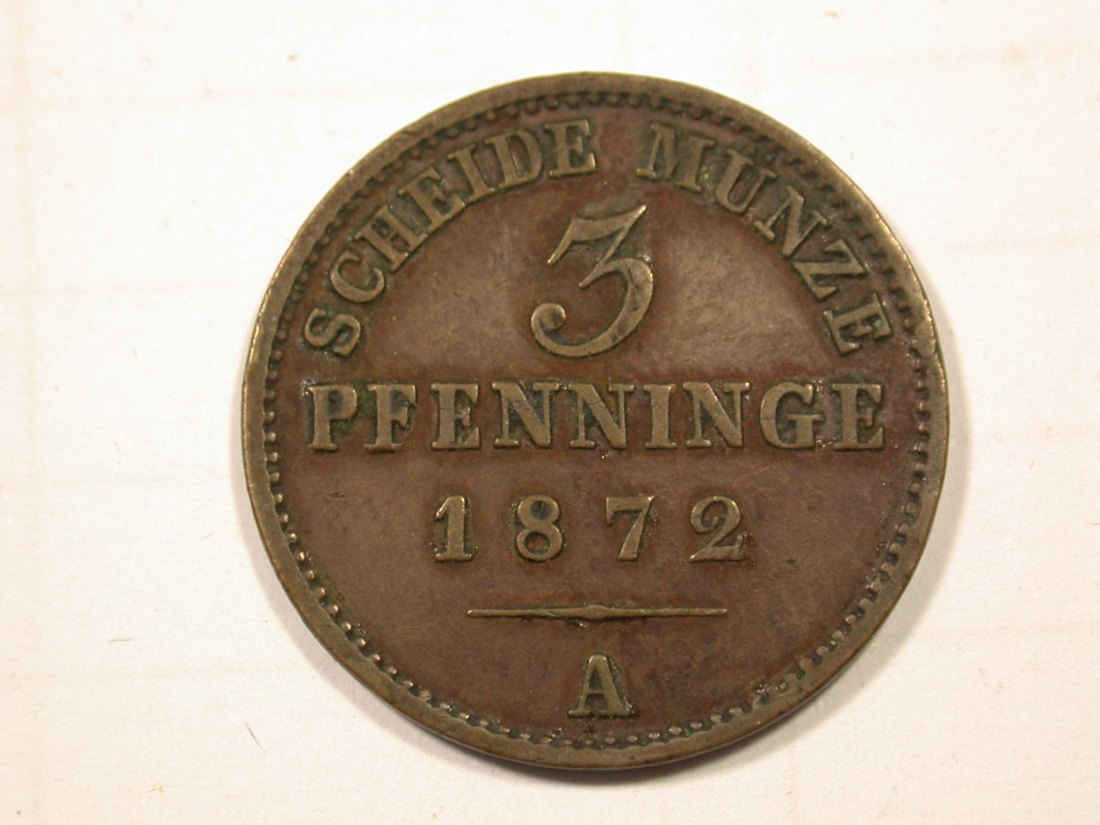 SCHEIDE MUNZE
3
PFENNINGE
1872
A